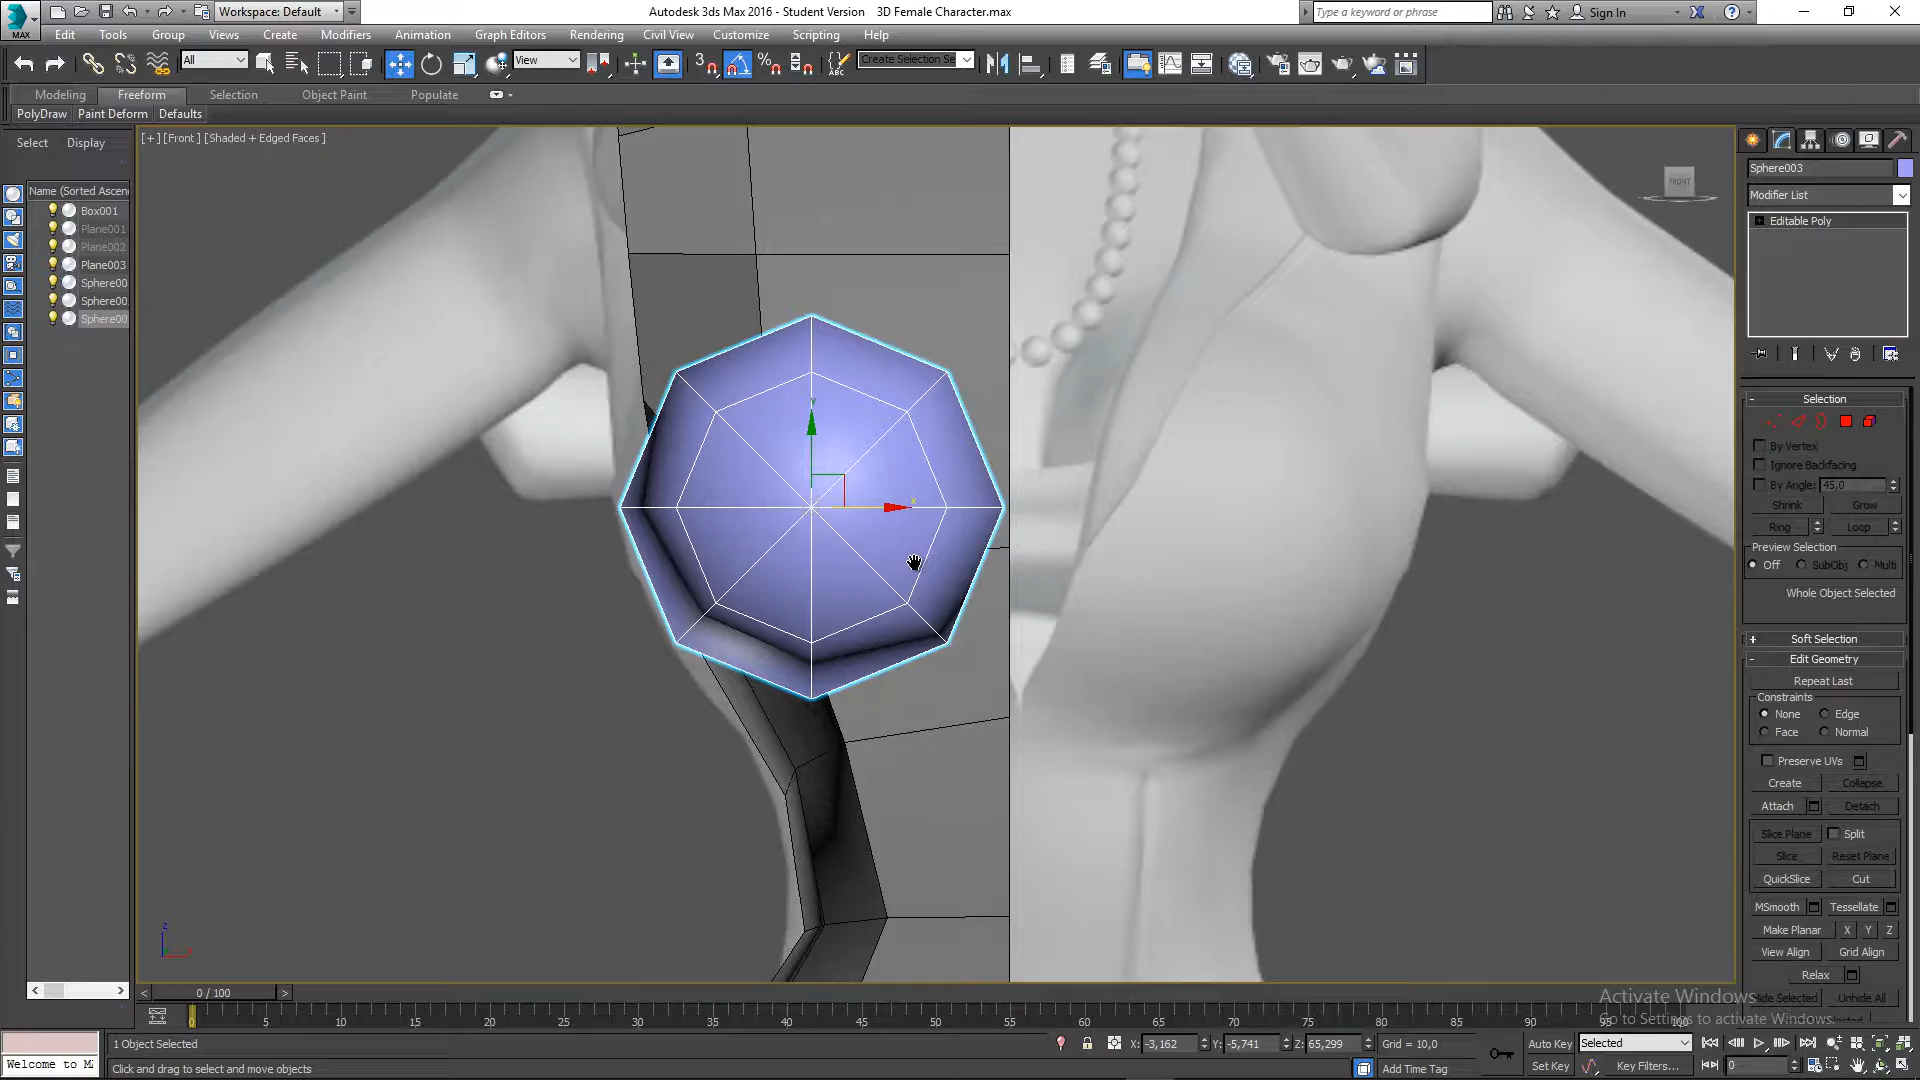 Workspace: Default
Autodesk 3ds Max 2016 - Student Version 3D Female Character.max
Type a keyword or phrase
Sign In
MAX
Edit Tools Group Views Create Modifiers Animation Graph Editors Rendering Civil View Customize Scripting Help
All
View
3
ABC
Create Selection Se
Modeling Freeform Selection Object Paint Populate
PolyDraw Paint Deform Defaults
Select Display
[+] [Front] [Shaded + Edged Faces ]
Name (Sorted Ascen
Box001
Plane001
Plane002
Plane003
Sphere00
Sphere00
Sphere00
FRONT
y
x
z
Sphere003
Modifier List
Editable Poly
Selection
By Vertex
Ignore Backfacing
By Angle: 45,0
Shrink Grow
Ring Loop
Preview Selection
Off SubObj Multi
Whole Object Selected
Soft Selection
Edit Geometry
Repeat Last
Constraints
None Edge
Face Normal
Preserve UVs
Create Collapse
Attach Detach
Slice Plane Split
Slice Reset Plane
QuickSlice Cut
MSmooth Tessellate
Make Planar X Y Z
View Align Grid Align
Relax
Hide Selected Unhide All
Activate Windows
Go to Settings to activate Windows.
0 / 100
0 5 10 15 20 25 30 35 40 45 50 55 60 65 70 75 80 85 90 95 100
1 Object Selected
X: -3,162 Y: -5,741 Z: 65,299 Grid = 10,0
Auto Key Selected
Welcome to M
Click and drag to select and move objects
Add Time Tag
Set Key Key Filters... 0